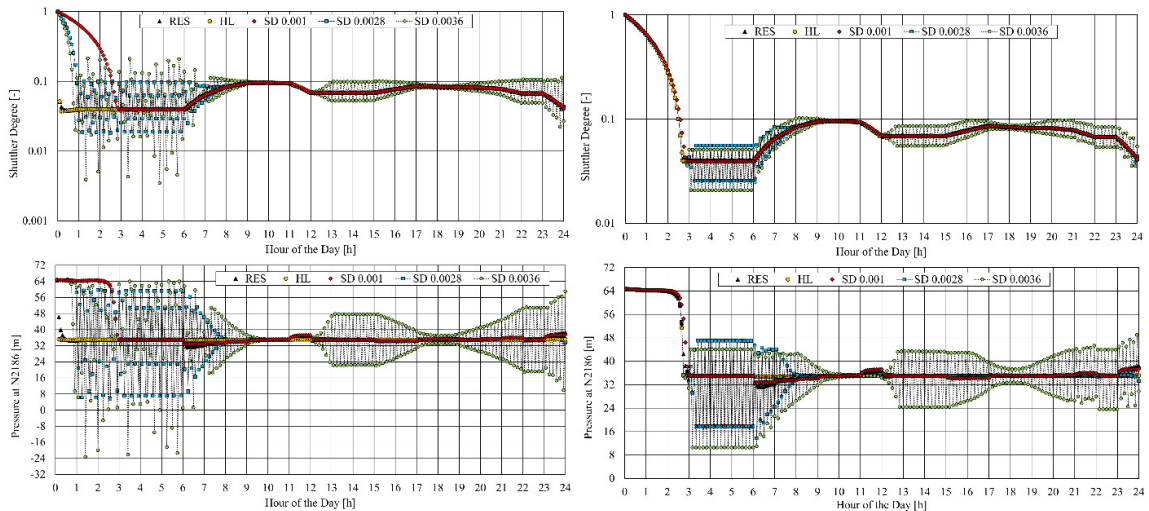 RES HL SD 0.001 SD 0.0028 SD 0.0036
1
0.1
0.01
0.001
Shutther Degree [-]
0 1 2 3 4 5 6 7 8 9 10 11 12 13 14 15 16 17 18 19 20 21 22 23 24
Hour of the Day [h]
RES HL SD 0.001 SD 0.0028 SD 0.0036
1
0.1
0.01
Shutther Degree [-]
0 1 2 3 4 5 6 7 8 9 10 11 12 13 14 15 16 17 18 19 20 21 22 23 24
Hour of the Day [h]
RES HL SD 0.001 SD 0.0028 SD 0.0036
72
64
56
48
40
32
24
16
8
0
-8
-16
-24
-32
Pressure at N2186 [m]
0 1 2 3 4 5 6 7 8 9 10 11 12 13 14 15 16 17 18 19 20 21 22 23 24
Hour of the Day [h]
RES HL SD 0.001 SD 0.0028 SD 0.0036
72
64
56
48
40
32
24
16
8
0
Pressure at N2186 [m]
0 1 2 3 4 5 6 7 8 9 10 11 12 13 14 15 16 17 18 19 20 21 22 23 24
Hour of the Day [h]